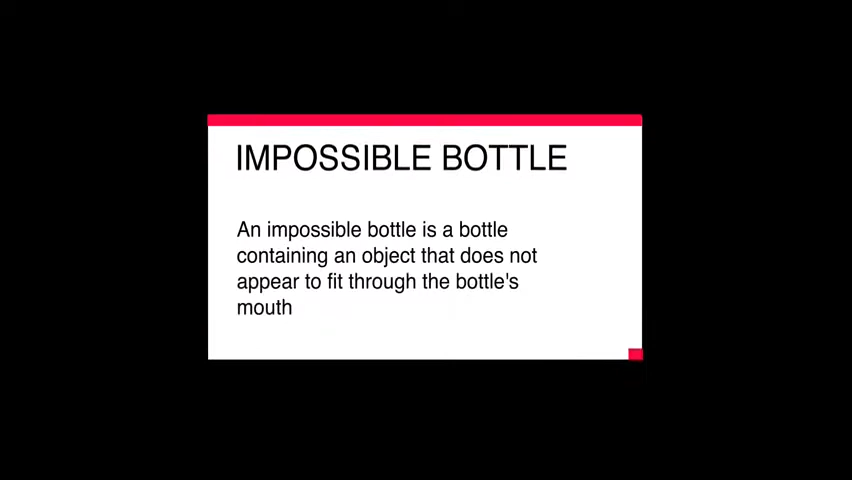 IMPOSSIBLE BOTTLE
An impossible bottle is a bottle
containing an object that does not
appear to fit through the bottle's
mouth